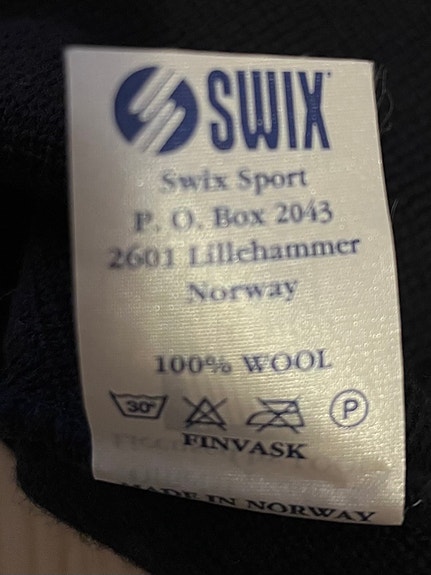 SWIX
Swix Sport
P. O. Box 2043
2601 Lillehammer
Norway
100% WOOL
30° P
FINVASK
MADE IN NORWAY